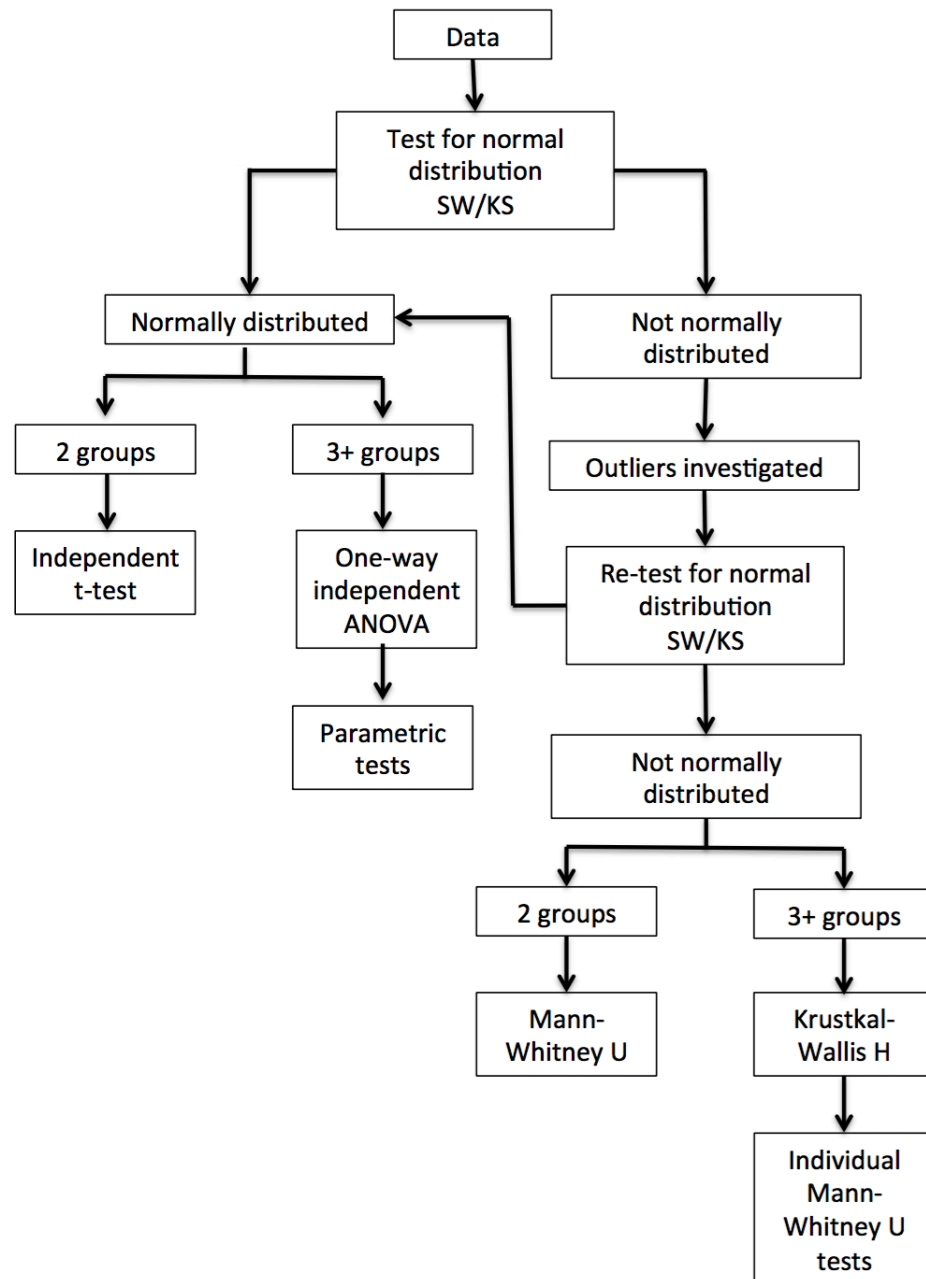 Data
Test for normal
distribution
SW/KS
Normally distributed
Not normally
distributed
2 groups
3+ groups
Outliers investigated
Independent
t-test
One-way
independent
ANOVA
Re-test for normal
distribution
SW/KS
Parametric
tests
Not normally
distributed
2 groups
3+ groups
Mann-
Whitney U
Krustkal-
Wallis H
Individual
Mann-
Whitney U
tests